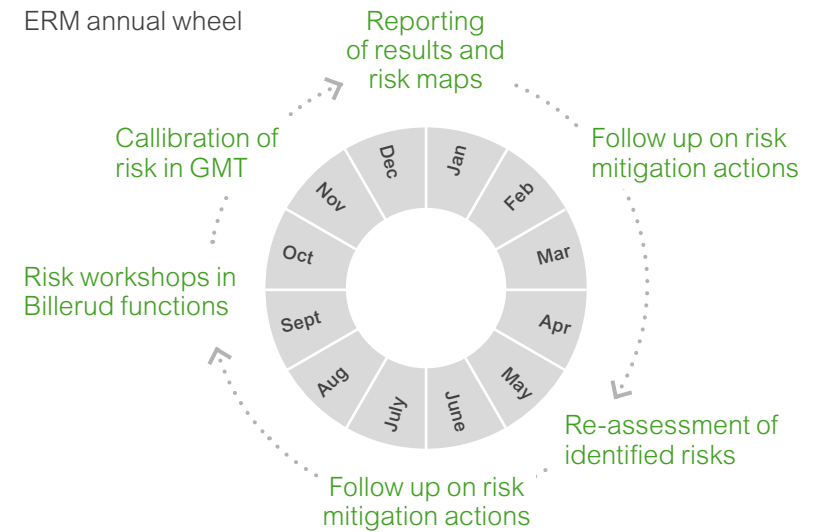 ERM annual wheel
Reporting
of results and
risk maps
Follow up on risk
mitigation actions
Re-assessment of
identified risks
Follow up on risk
mitigation actions
Risk workshops in
Billerud functions
Callibration of
risk in GMT
Jan
Feb
Mar
Apr
May
June
July
Aug
Sept
Oct
Nov
Dec